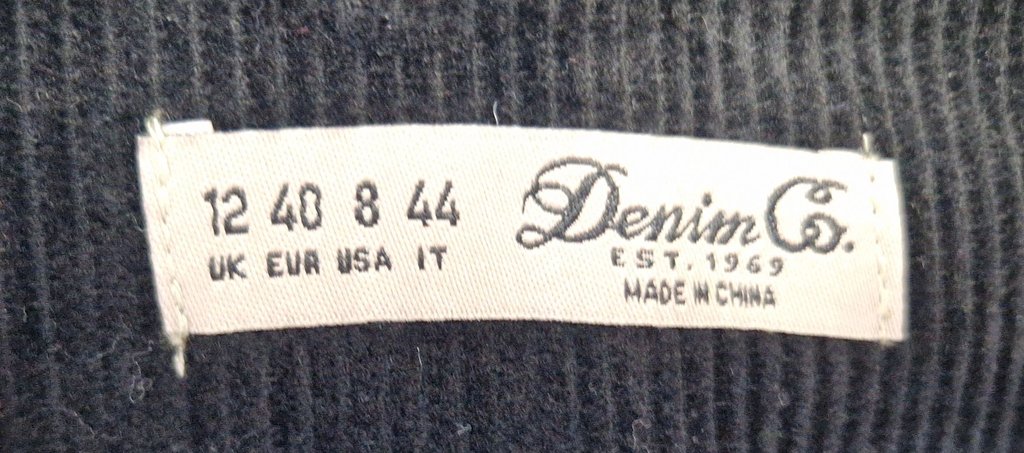 12 40 8 44
UK EUR USA IT
Denim Co.
EST. 1969
MADE IN CHINA